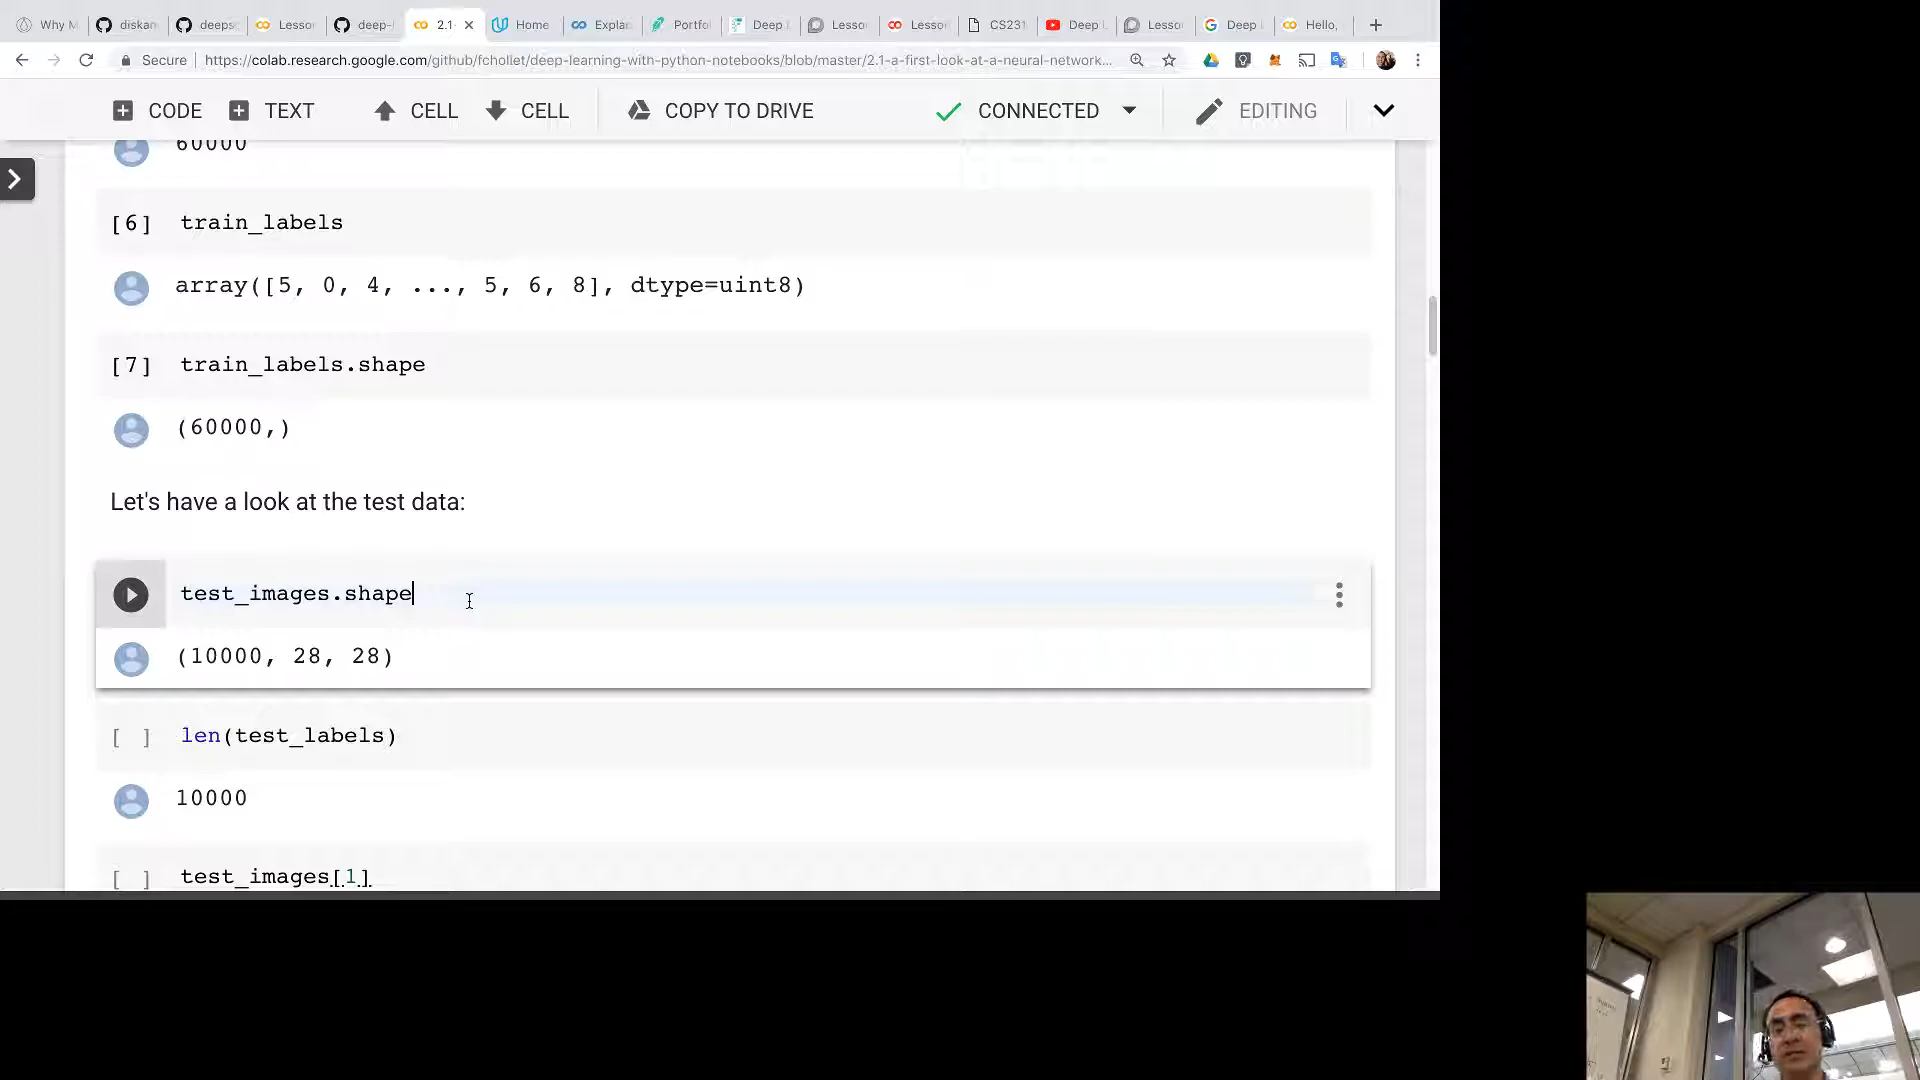 Why M
diskan
deeps
Lesso
deep-l
2.1-
Home
Explai
Portfo
Deep L
Lesso
Lesso
CS231
Deep L
Lesso
Deep l
Hello,
Secure
https://colab.research.google.com/github/fchollet/deep-learning-with-python-notebooks/blob/master/2.1-a-first-look-at-a-neural-network...
CODE TEXT CELL CELL COPY TO DRIVE CONNECTED EDITING
60000
[6] train_labels
array([5, 0, 4, ..., 5, 6, 8], dtype=uint8)
[7] train_labels.shape
(60000,)
Let's have a look at the test data:
test_images.shape
(10000, 28, 28)
[ ] len(test_labels)
10000
[ ] test_images[1]